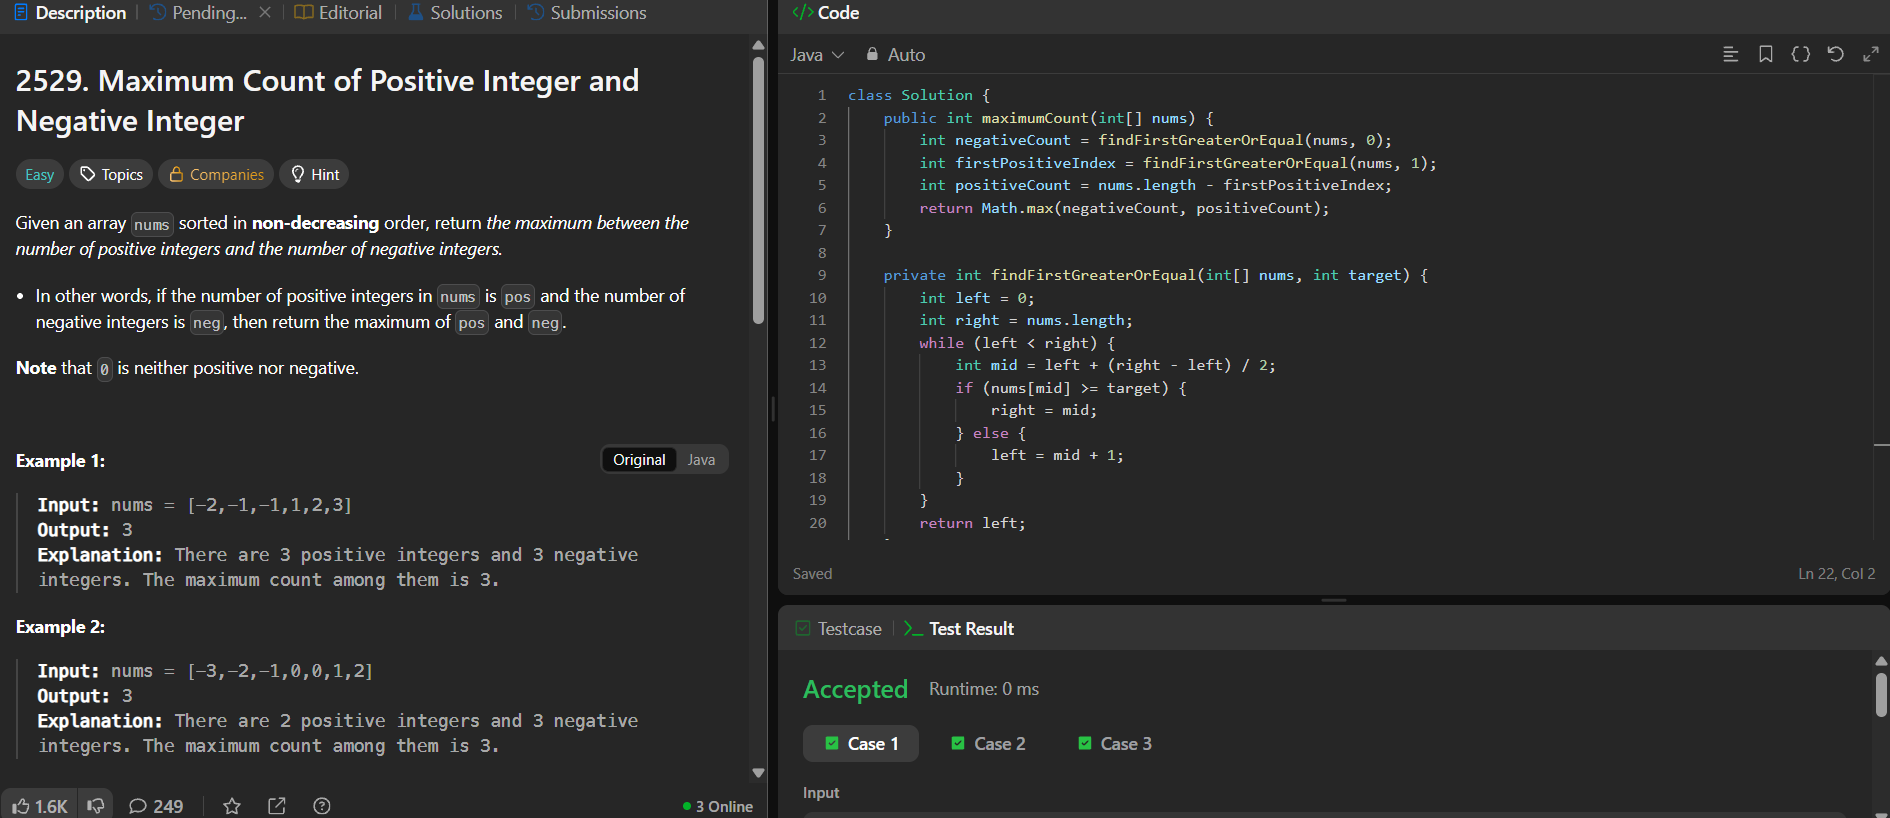 Description
Pending...
Editorial
Solutions
Submissions
2529. Maximum Count of Positive Integer and
Negative Integer
Easy
Topics
Companies
Hint
Given an array nums sorted in non-decreasing order, return the maximum between the
number of positive integers and the number of negative integers.
• In other words, if the number of positive integers in nums is pos and the number of
negative integers is neg, then return the maximum of pos and neg.
Note that 0 is neither positive nor negative.
Example 1:
Original Java
Input: nums = [-2,-1,-1,1,2,3]
Output: 3
Explanation: There are 3 positive integers and 3 negative
integers. The maximum count among them is 3.
Example 2:
Input: nums = [-3,-2,-1,0,0,1,2]
Output: 3
Explanation: There are 2 positive integers and 3 negative
integers. The maximum count among them is 3.
1.6K
249
3 Online
</> Code
Java
Auto
1 class Solution {
2     public int maximumCount(int[] nums) {
3         int negativeCount = findFirstGreaterOrEqual(nums, 0);
4         int firstPositiveIndex = findFirstGreaterOrEqual(nums, 1);
5         int positiveCount = nums.length - firstPositiveIndex;
6         return Math.max(negativeCount, positiveCount);
7     }
8
9     private int findFirstGreaterOrEqual(int[] nums, int target) {
10         int left = 0;
11         int right = nums.length;
12         while (left < right) {
13             int mid = left + (right - left) / 2;
14             if (nums[mid] >= target) {
15                 right = mid;
16             } else {
17                 left = mid + 1;
18             }
19         }
20         return left;
Saved
Ln 22, Col 2
Testcase
>_ Test Result
Accepted
Runtime: 0 ms
Case 1
Case 2
Case 3
Input